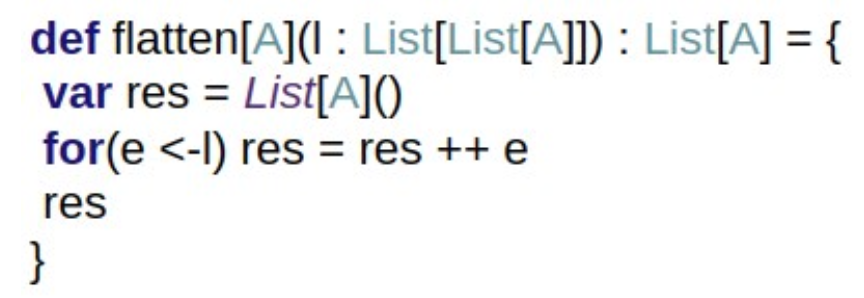 def flatten[A](l : List[List[A]]) : List[A] = {
var res = List[A]()
for(e <-l) res = res ++ e
res
}